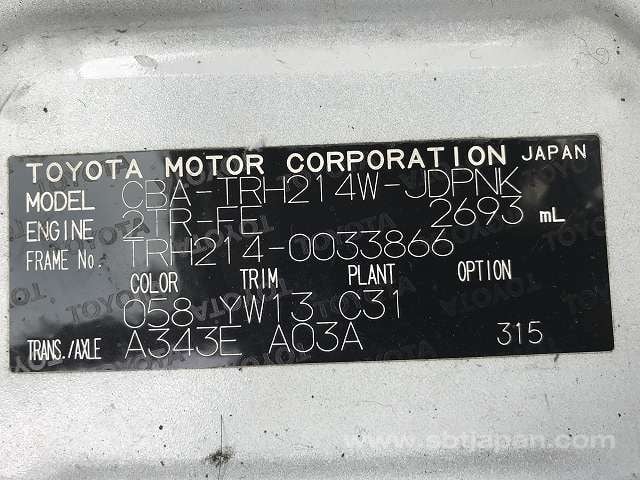 TOYOTA MOTOR CORPORATION JAPAN
MODEL CBA-TRH214W-JDPNK
ENGINE 2TR-FE 2693 mL
FRAME No. TRH214-0033866
COLOR TRIM PLANT OPTION
058 YW13 C31
TRANS./AXLE A343E A03A 315
www.sbtjapan.com